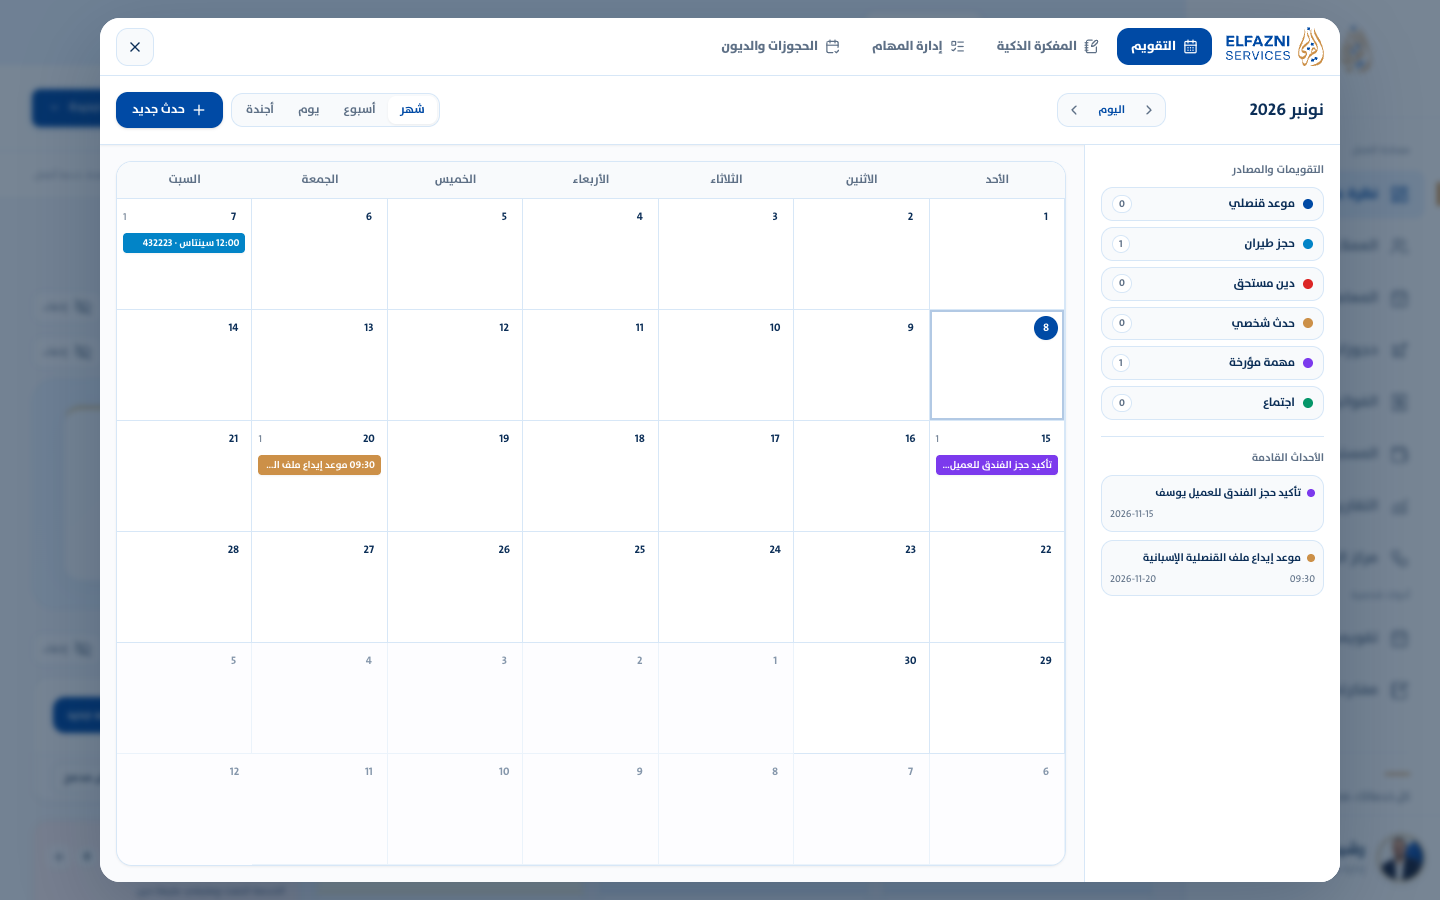 ELFAZNI
SERVICES
التقويم
المفكرة الذكية
إدارة المهام
الحجوزات والديون
نونبر 2026
اليوم
شهر
أسبوع
يوم
أجندة
حدث جديد
التقويمات والمصادر
موعد قنصلي 0
حجز طيران 1
دين مستحق 0
حدث شخصي 0
مهمة مؤرخة 1
اجتماع 0
الأحداث القادمة
تأكيد حجز الفندق للعميل يوسف
2026-11-15
موعد إيداع ملف القنصلية الإسبانية
09:30 2026-11-20
الأحد الاثنين الثلاثاء الأربعاء الخميس الجمعة السبت
1 2 3 4 5 6 7 1
12:00 سينتاس · 432223
8 9 10 11 12 13 14
15 1 16 17 18 19 20 1 21
تأكيد حجز الفندق للعميل...
09:30 موعد إيداع ملف الـ...
22 23 24 25 26 27 28
29 30 1 2 3 4 5
6 7 8 9 10 11 12